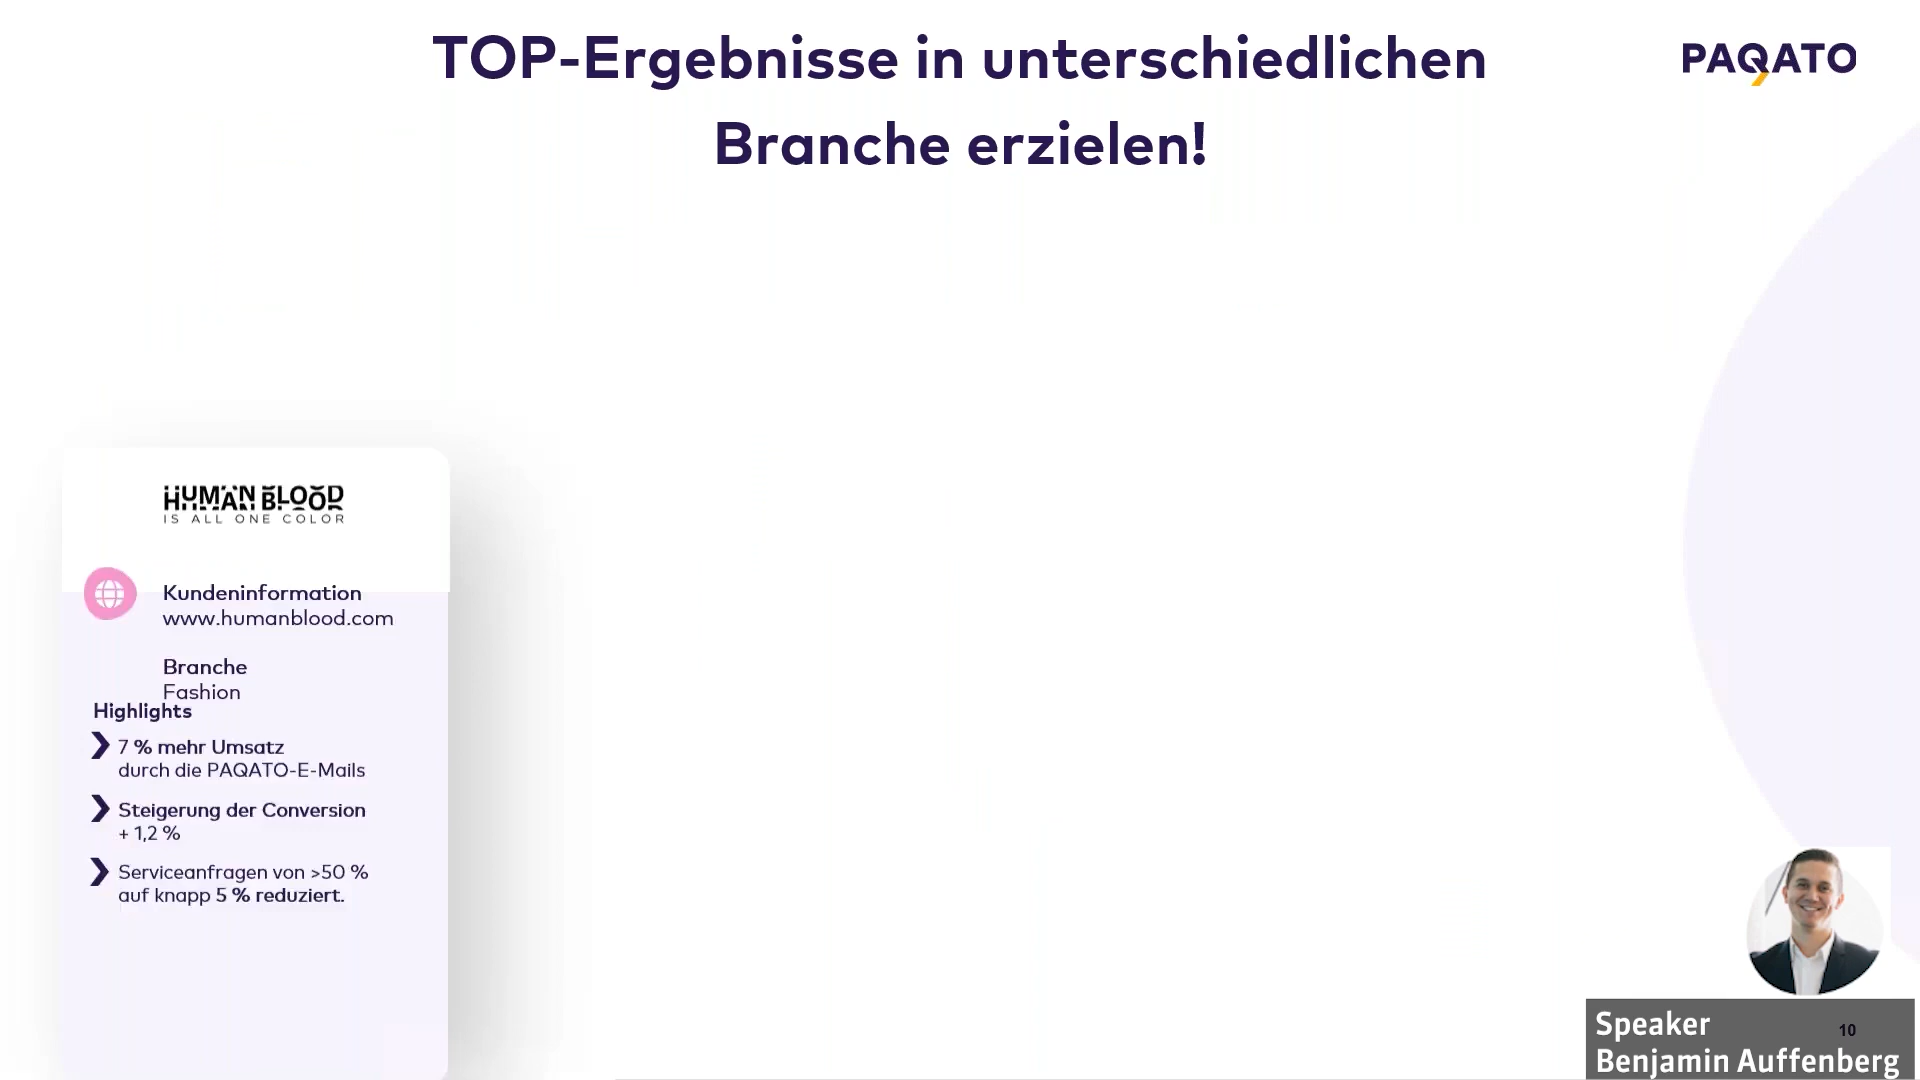 TOP-Ergebnisse in unterschiedlichen
Branche erzielen!
PAQATO
HUMAN BLOOD
IS ALL ONE COLOR
Kundeninformation
www.humanblood.com
Branche
Fashion
Highlights
7 % mehr Umsatz
durch die PAQATO-E-Mails
Steigerung der Conversion
+ 1,2 %
Serviceanfragen von >50 %
auf knapp 5 % reduziert.
Speaker
10
Benjamin Auffenberg